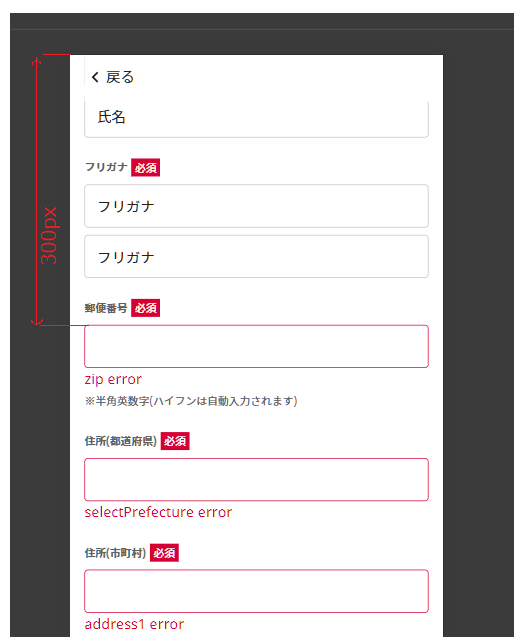 戻る
氏名
フリガナ 必須
フリガナ
フリガナ
300px
郵便番号 必須
zip error
※半角英数字(ハイフンは自動入力されます)
住所(都道府県) 必須
selectPrefecture error
住所(市町村) 必須
address1 error